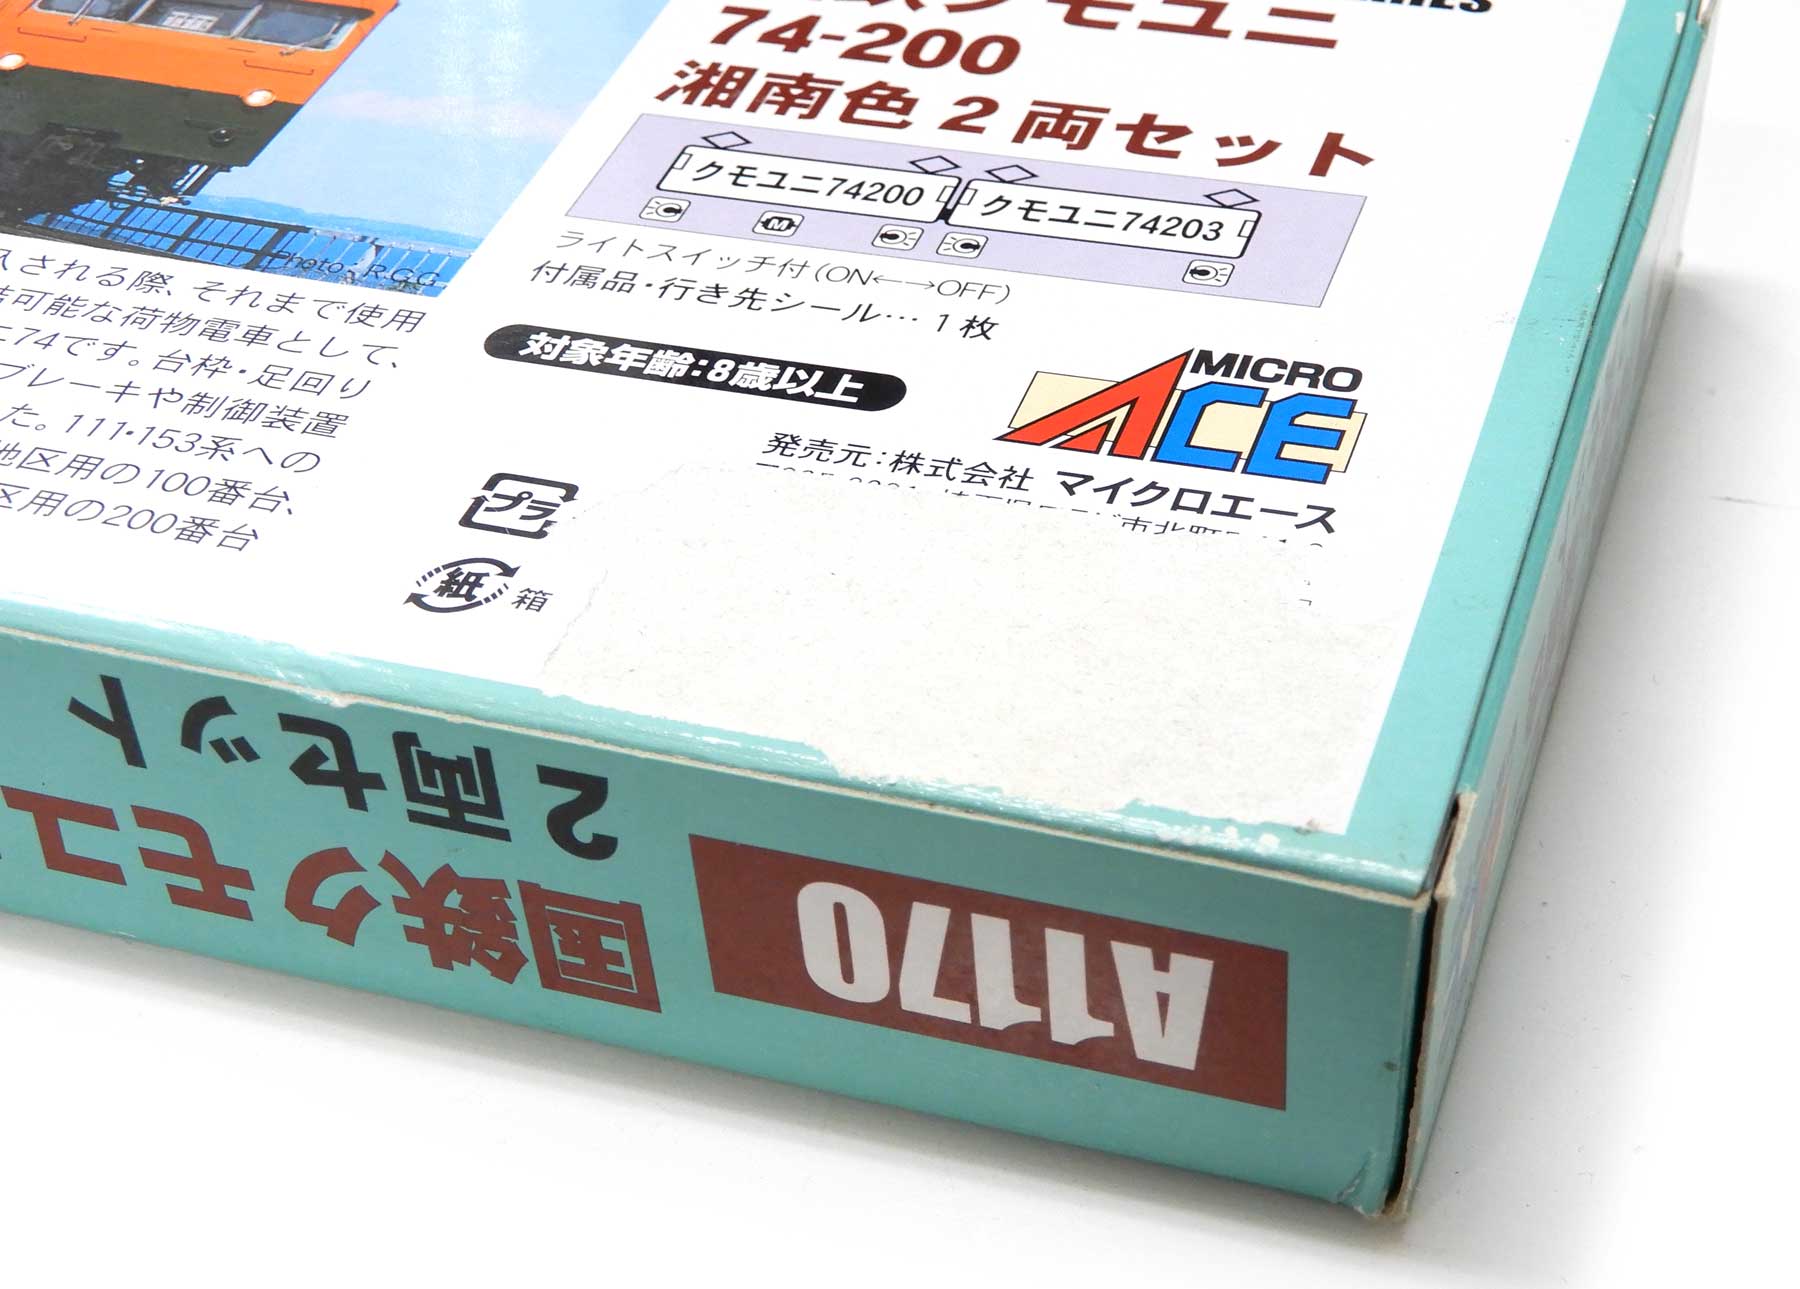 クモユニ
74-200
湘南色2両セット
クモユニ74200
クモユニ74203
M
ライトスイッチ付(ON←→OFF)
付属品・行き先シール…1枚
対象年齢:8歳以上
MICRO
ACE
発売元:株式会社 マイクロエース
プラ
紙
箱
Photo : R.G.G.
される際、それまで使用
可能な荷物電車として、
74です。台枠・足回り
ブレーキや制御装置
た。111・153系への
地区用の100番台、
区用の200番台
A1170
国鉄クモユ
2両セット